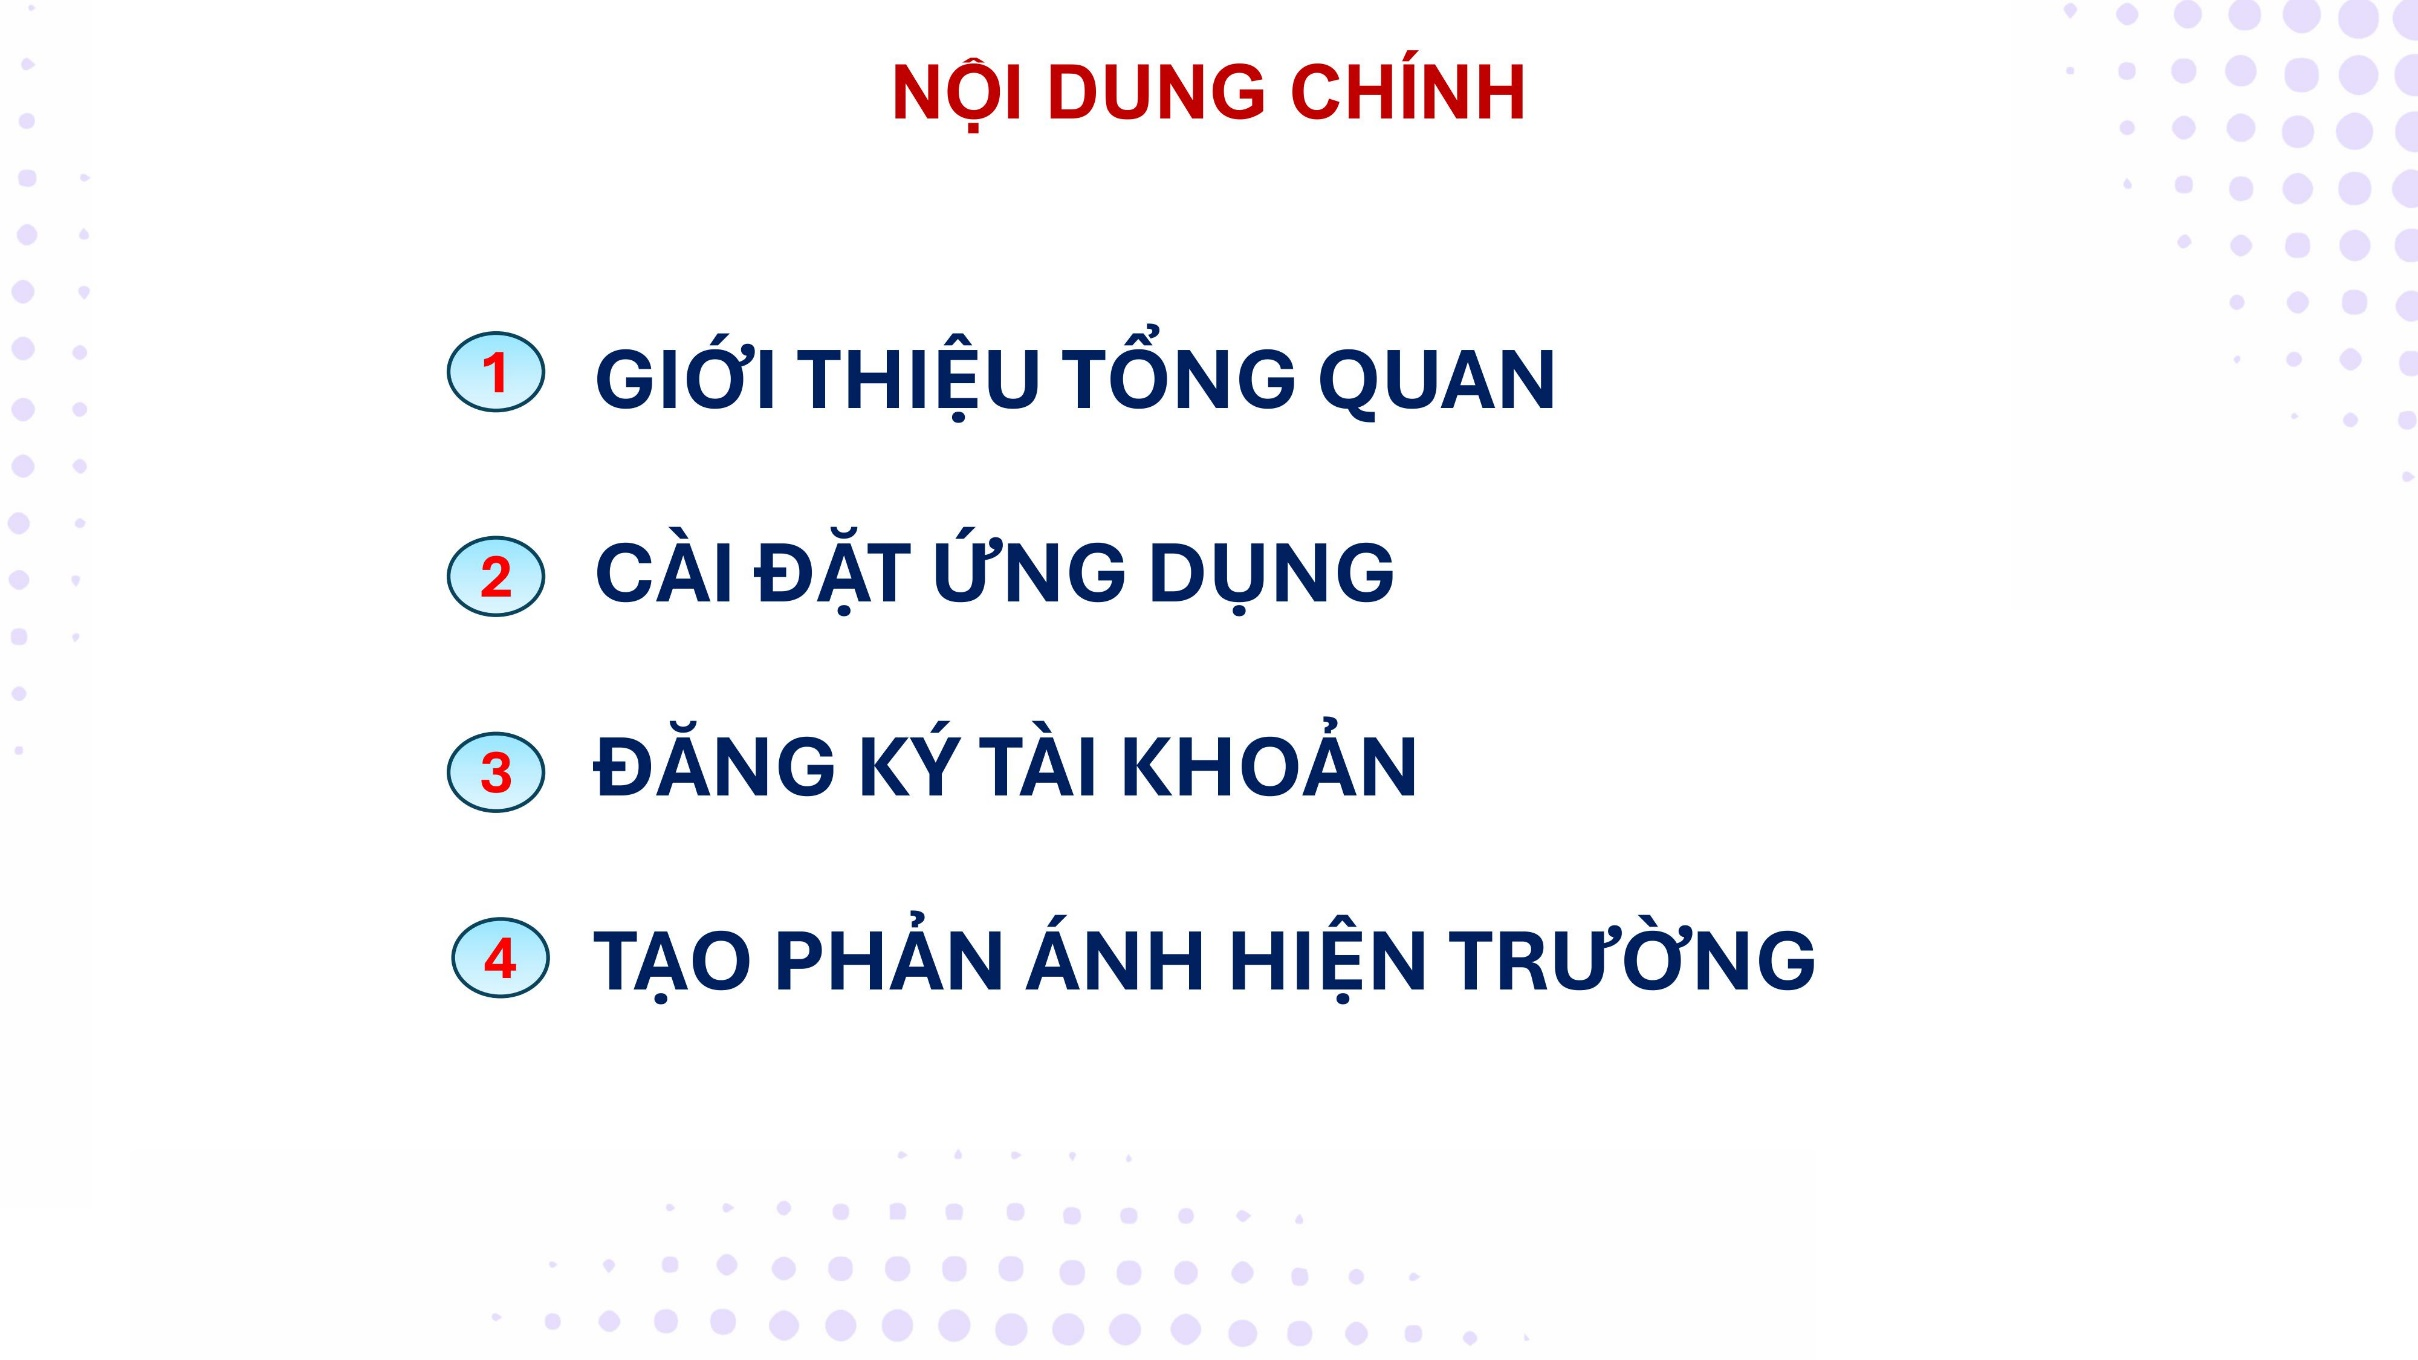 NỘI DUNG CHÍNH
1 GIỚI THIỆU TỔNG QUAN
2 CÀI ĐẶT ỨNG DỤNG
3 ĐĂNG KÝ TÀI KHOẢN
4 TẠO PHẢN ÁNH HIỆN TRƯỜNG